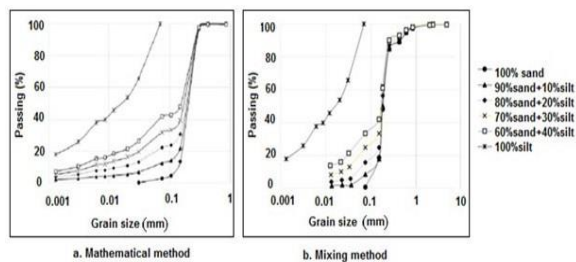 100
80
60
40
20
0
Passing (%)
0.001 0.01 0.1 1
Grain size (mm)
a. Mathematical method
100
80
60
40
20
0
Passing (%)
0.001 0.01 0.1 1 10
Grain size (mm)
b. Mixing method
100% sand
90%sand+10%silt
80%sand+20%silt
70%sand+30%silt
60%sand+40%silt
100%silt